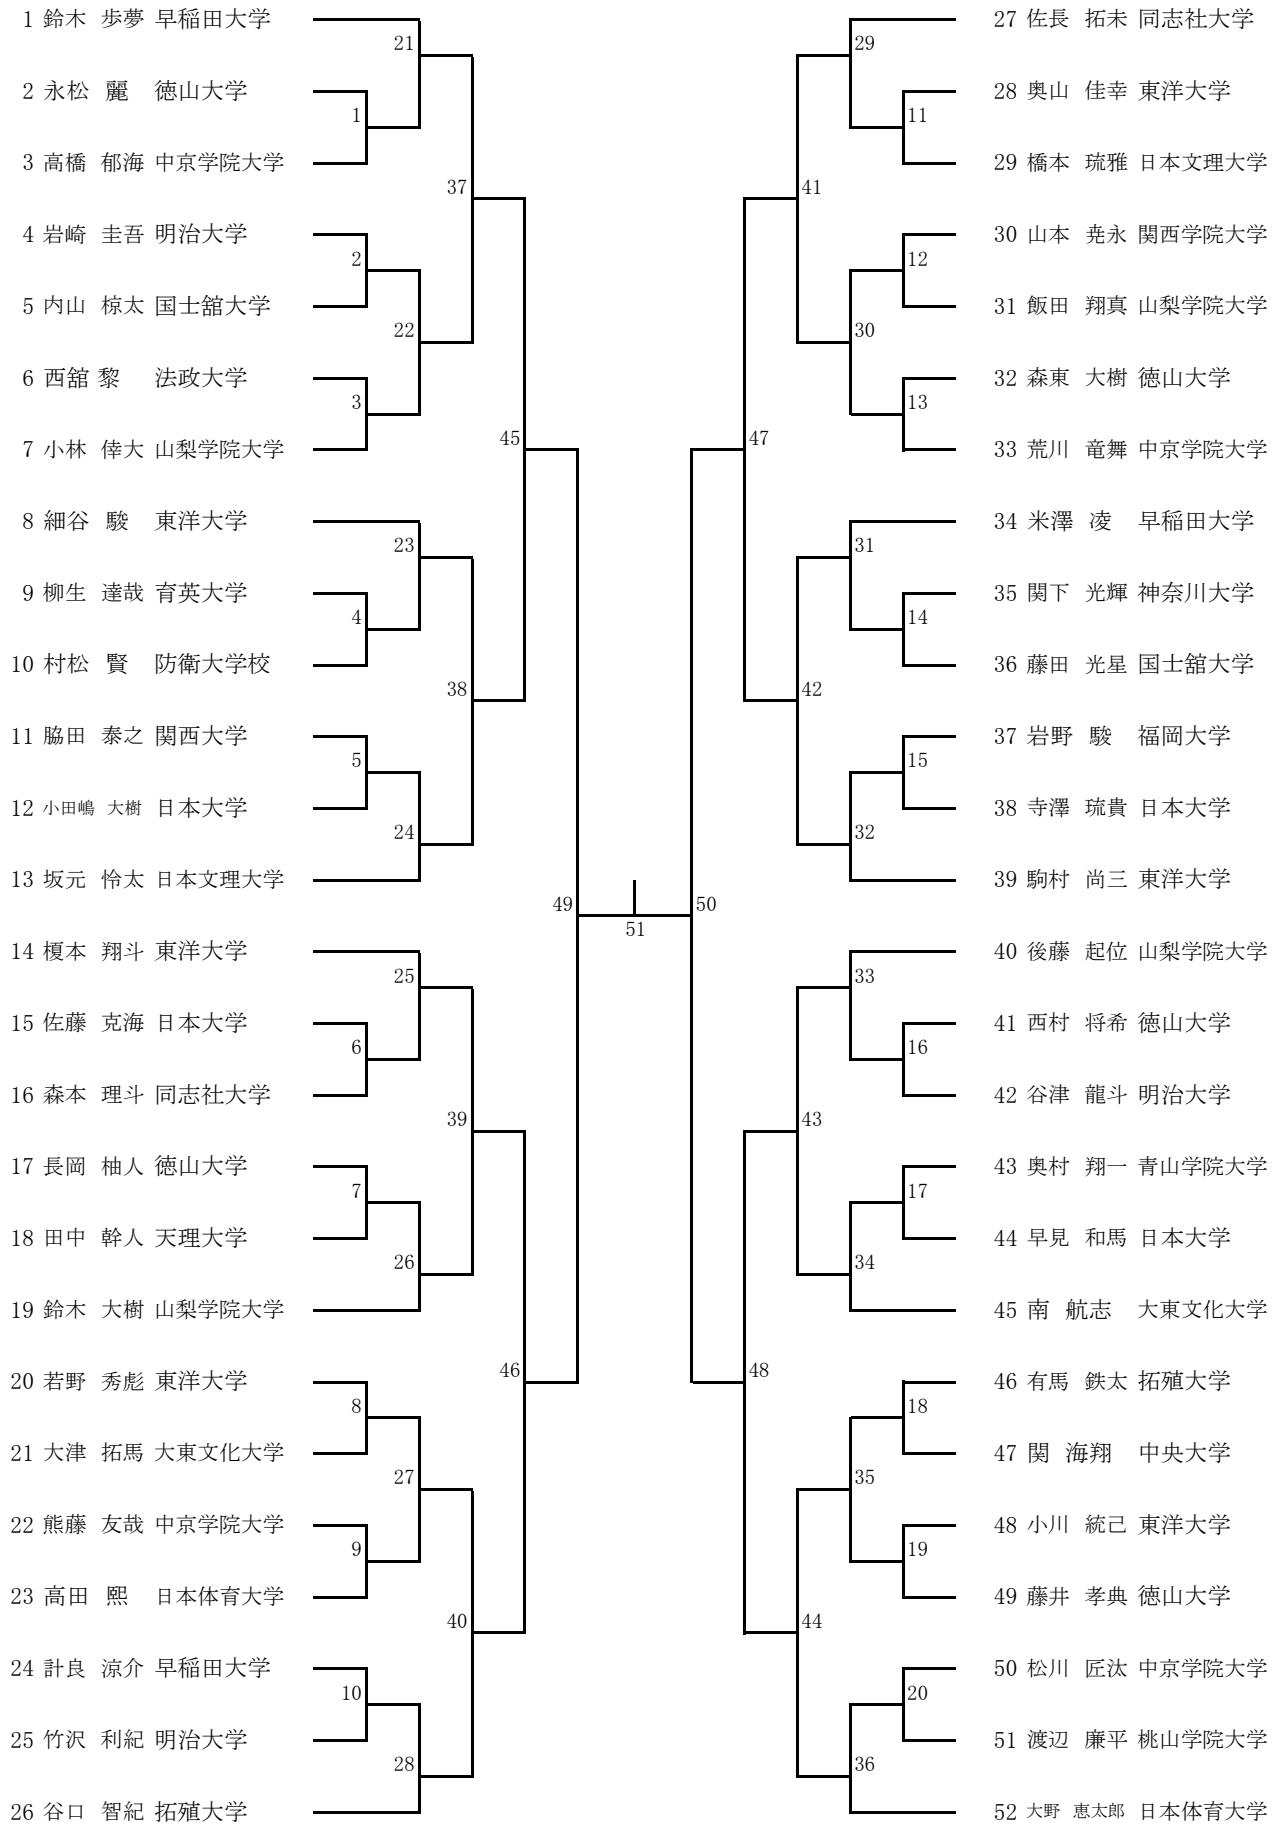 1 鈴木 歩夢 早稲田大学
21
2 永松 麗 徳山大学
1
3 高橋 郁海 中京学院大学
37
4 岩崎 圭吾 明治大学
2
5 内山 椋太 国士舘大学
22
6 西舘 黎 法政大学
3
7 小林 倖大 山梨学院大学
45
8 細谷 駿 東洋大学
23
9 柳生 達哉 育英大学
4
10 村松 賢 防衛大学校
38
11 脇田 泰之 関西大学
5
12 小田嶋 大樹 日本大学
24
13 坂元 怜太 日本文理大学
49
51
14 榎本 翔斗 東洋大学
25
15 佐藤 克海 日本大学
6
16 森本 理斗 同志社大学
39
17 長岡 柚人 徳山大学
7
18 田中 幹人 天理大学
26
19 鈴木 大樹 山梨学院大学
46
20 若野 秀彪 東洋大学
8
21 大津 拓馬 大東文化大学
27
22 熊藤 友哉 中京学院大学
9
23 高田 熙 日本体育大学
40
24 計良 涼介 早稲田大学
10
25 竹沢 利紀 明治大学
28
26 谷口 智紀 拓殖大学
27 佐長 拓未 同志社大学
29
28 奥山 佳幸 東洋大学
11
29 橋本 琉雅 日本文理大学
41
30 山本 尭永 関西学院大学
12
31 飯田 翔真 山梨学院大学
30
32 森東 大樹 徳山大学
13
33 荒川 竜舞 中京学院大学
47
34 米澤 凌 早稲田大学
31
35 関下 光輝 神奈川大学
14
36 藤田 光星 国士舘大学
42
37 岩野 駿 福岡大学
15
38 寺澤 琉貴 日本大学
32
39 駒村 尚三 東洋大学
50
40 後藤 起位 山梨学院大学
33
41 西村 将希 徳山大学
16
42 谷津 龍斗 明治大学
43
43 奥村 翔一 青山学院大学
17
44 早見 和馬 日本大学
34
45 南 航志 大東文化大学
48
46 有馬 鉄太 拓殖大学
18
47 関 海翔 中央大学
35
48 小川 統己 東洋大学
19
49 藤井 孝典 徳山大学
44
50 松川 匠汰 中京学院大学
20
51 渡辺 廉平 桃山学院大学
36
52 大野 恵太郎 日本体育大学